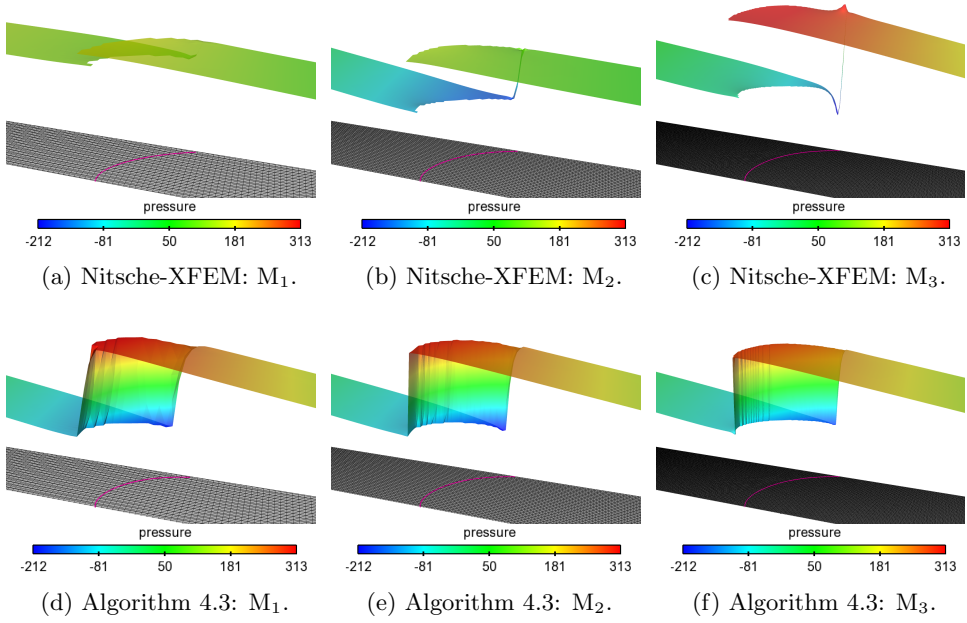 pressure pressure pressure
-212 -81 50 181 313 -212 -81 50 181 313 -212 -81 50 181 313
(a) Nitsche-XFEM: M₁. (b) Nitsche-XFEM: M₂. (c) Nitsche-XFEM: M₃.
pressure pressure pressure
-212 -81 50 181 313 -212 -81 50 181 313 -212 -81 50 181 313
(d) Algorithm 4.3: M₁. (e) Algorithm 4.3: M₂. (f) Algorithm 4.3: M₃.